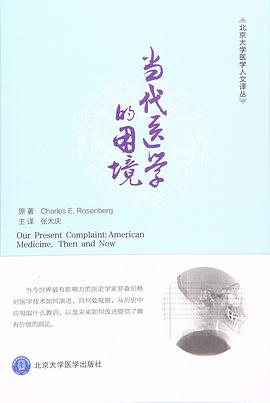 北京大学医学人文译丛
当代医学
的困境
原著 Charles E. Rosenberg
主译 张大庆
Our Present Complaint:American
Medicine, Then and Now
当今世界最有影响力的医史学家罗森伯格
对医学技术如何演进，向何处发展，从历史中
应吸取什么教训，以及未来如何改进提供了颇
有价值的洞见。
北京大学医学出版社